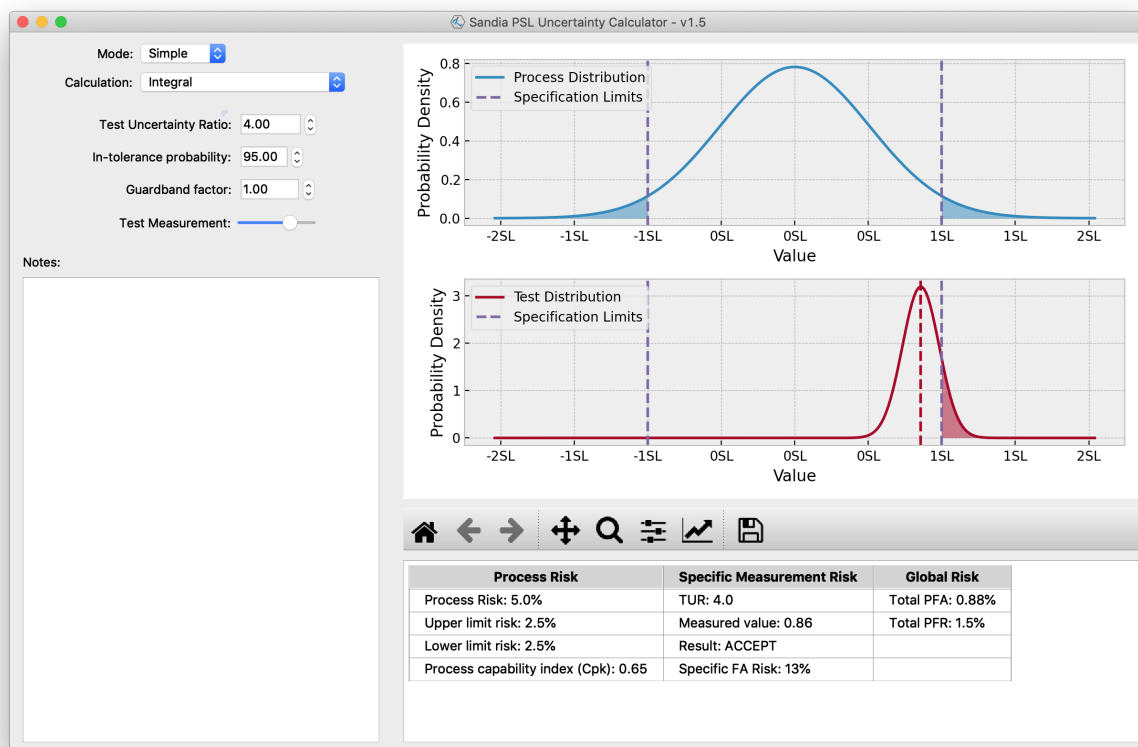 Sandia PSL Uncertainty Calculator - v1.5
Mode: Simple
Calculation: Integral
Test Uncertainty Ratio: 4.00
In-tolerance probability: 95.00
Guardband factor: 1.00
Test Measurement:
Notes:
Probability Density
0.8
0.6
0.4
0.2
0.0
Process Distribution
Specification Limits
-2SL -1SL -1SL 0SL 0SL 0SL 1SL 1SL 2SL
Value
Probability Density
3
2
1
0
Test Distribution
Specification Limits
-2SL -1SL -1SL 0SL 0SL 0SL 1SL 1SL 2SL
Value
Process Risk Specific Measurement Risk Global Risk
Process Risk: 5.0% TUR: 4.0 Total PFA: 0.88%
Upper limit risk: 2.5% Measured value: 0.86 Total PFR: 1.5%
Lower limit risk: 2.5% Result: ACCEPT
Process capability index (Cpk): 0.65 Specific FA Risk: 13%